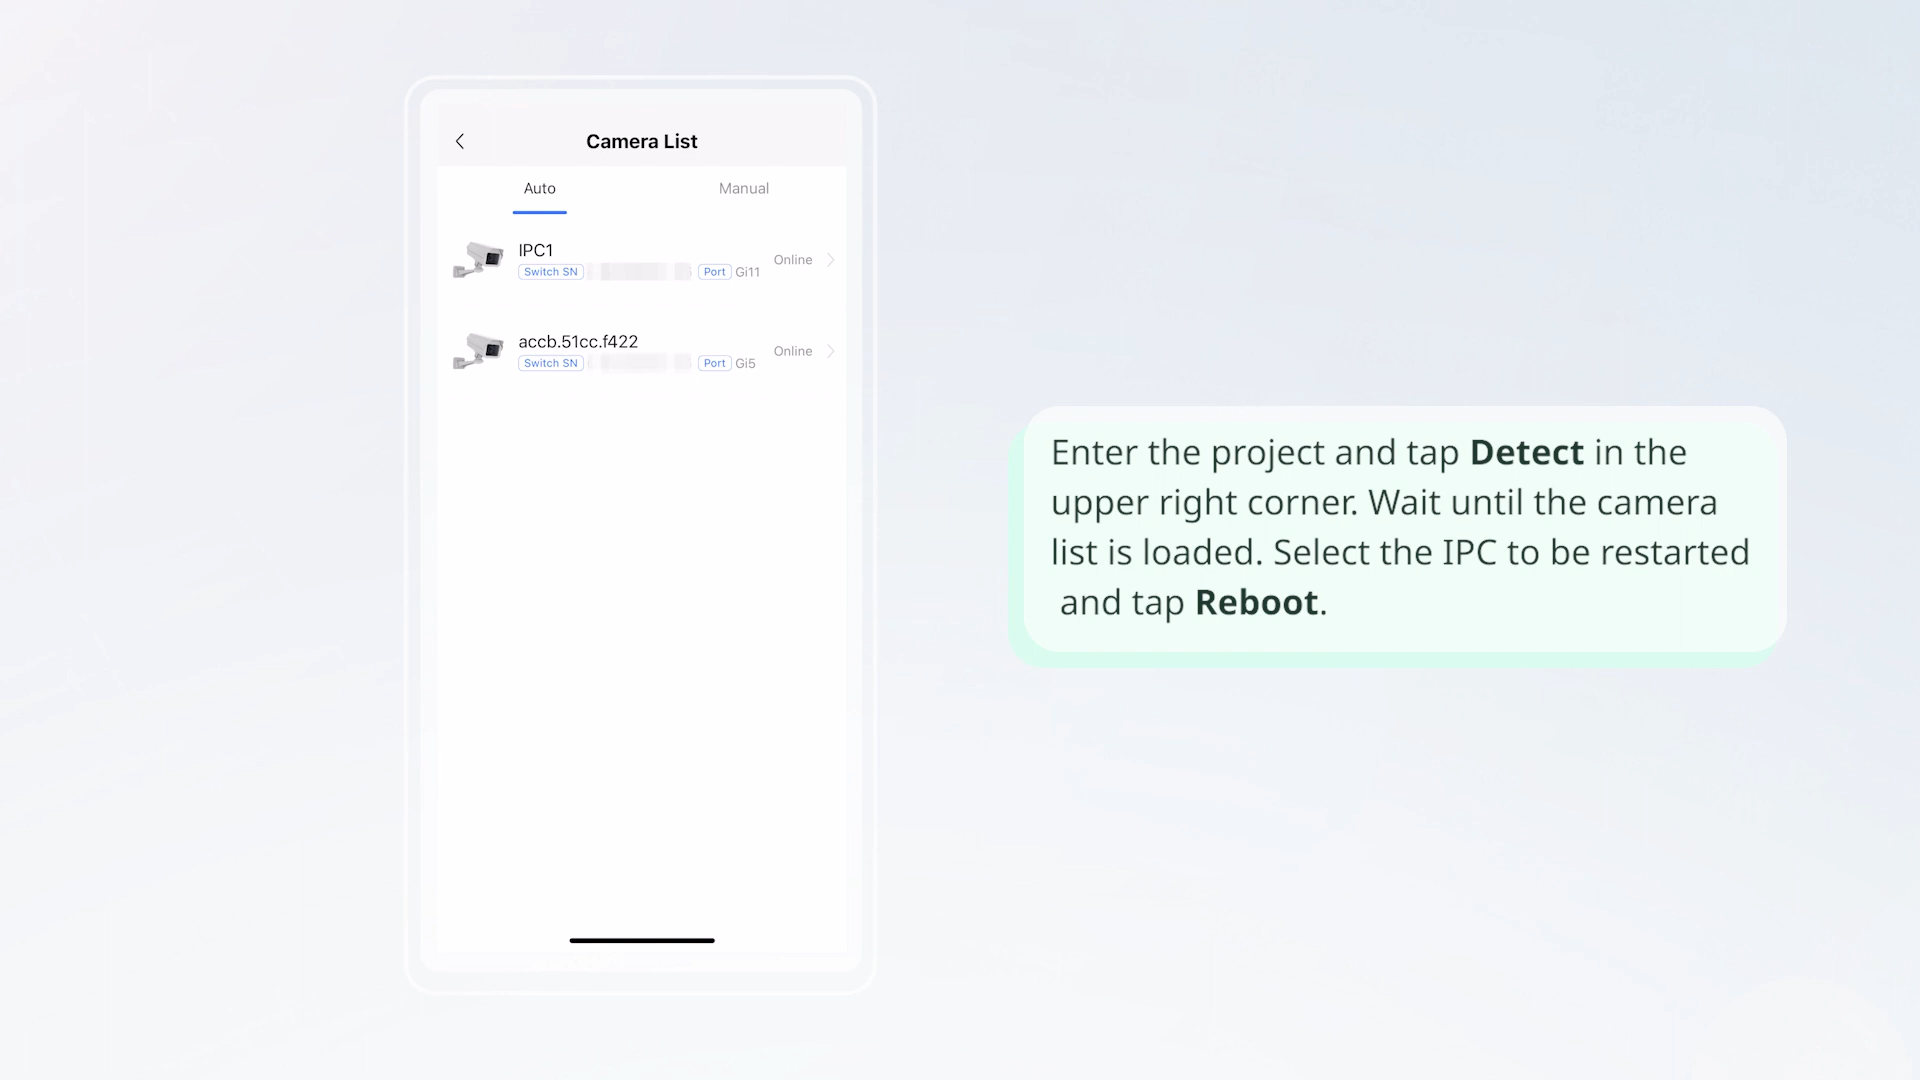 Camera List
Auto Manual
IPC1
Switch SN Port Gi11 Online
accb.51cc.f422
Switch SN Port Gi5 Online
Enter the project and tap Detect in the
upper right corner. Wait until the camera
list is loaded. Select the IPC to be restarted
and tap Reboot.